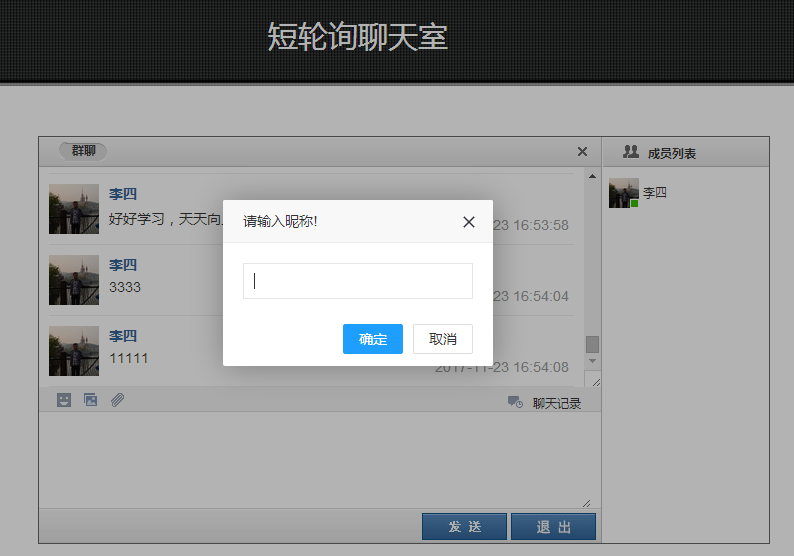 短轮询聊天室
群聊
成员列表
李四
李四
好好学习，天天向
23 16:53:58
李四
3333
23 16:54:04
李四
11111
2017-11-23 16:54:08
请输入昵称!
确定
取消
聊天记录
发 送
退 出